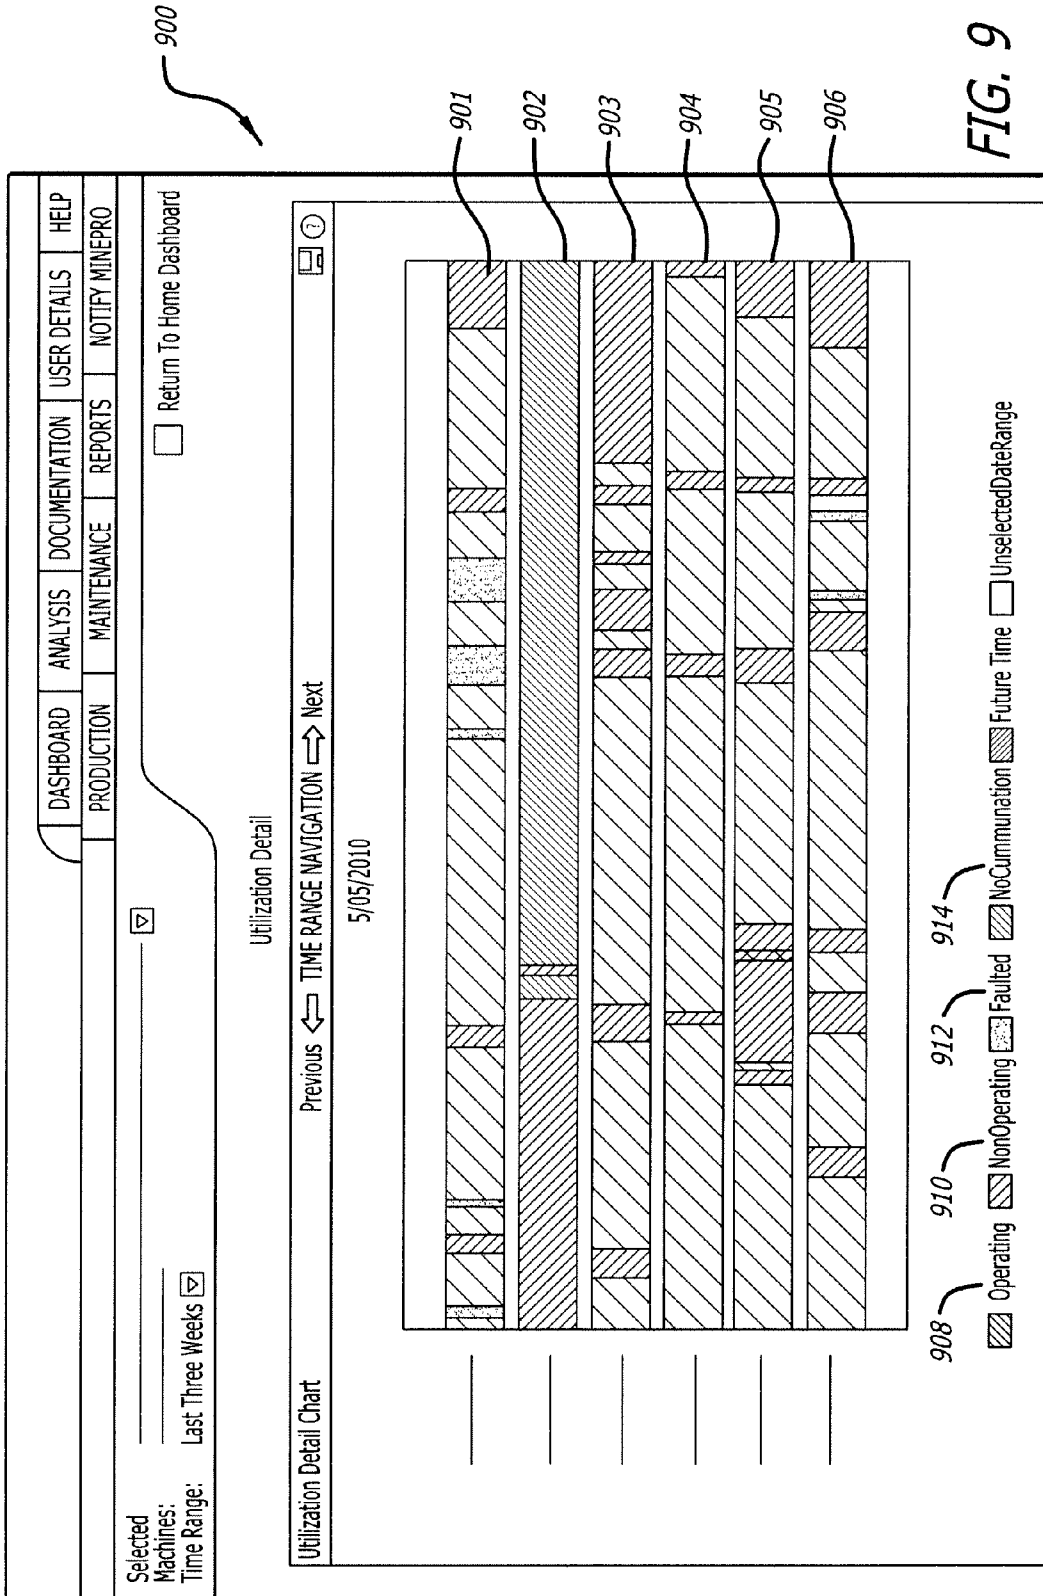 DASHBOARD ANALYSIS DOCUMENTATION USER DETAILS HELP
PRODUCTION MAINTENANCE REPORTS NOTIFY MINEPRO
Selected
Machines:
Time Range: Last Three Weeks
Return To Home Dashboard
900
Utilization Detail
Utilization Detail Chart
Previous TIME RANGE NAVIGATION Next
?
5/05/2010
901
902
903
904
905
906
908
910
912
914
Operating NonOperating Faulted NoCummunation Future Time UnselectedDateRange
FIG. 9